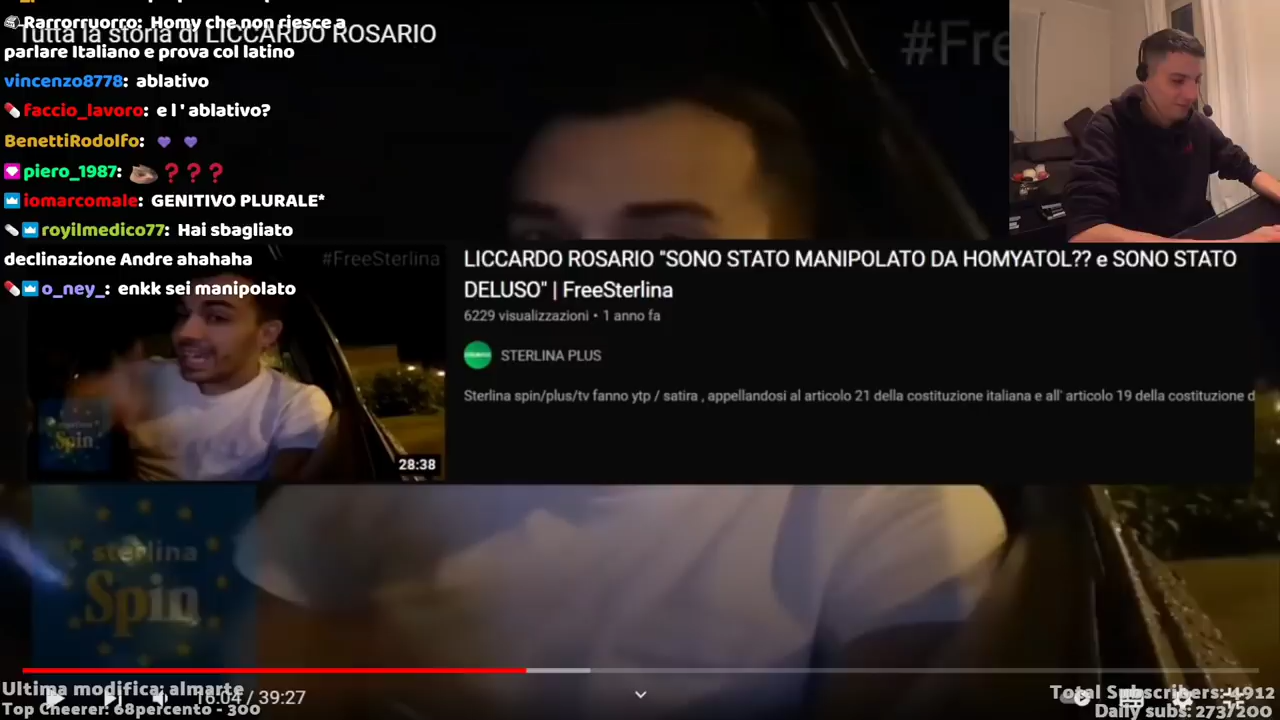 Rarrorruorro: Homy che non riesce a
Tutta la storia di LICCARDO ROSARIO
#Fre
parlare Italiano e prova col latino
vincenzo8778: ablativo
faccio_lavoro: e l ' ablativo?
BenettiRodolfo:
piero_1987: ❓❓❓
iomarcomale: GENITIVO PLURALE*
royilmedico77: Hai sbagliato
declinazione Andre ahahaha
o_ney_: enkk sei manipolato
#FreeSterlina
LICCARDO ROSARIO "SONO STATO MANIPOLATO DA HOMYATOL?? e SONO STATO
DELUSO" | FreeSterlina
6229 visualizzazioni • 1 anno fa
STERLINA PLUS
Sterlina spin/plus/tv fanno ytp / satira , appellandosi al articolo 21 della costituzione italiana e all' articolo 19 della costituzione d
Spin
28:38
sterlina
Spin
Ultima modifica: almarte
16:04 / 39:27
Top Cheerer: 68percento - 300
Total Subscribers: 1912
Daily subs: 273/200